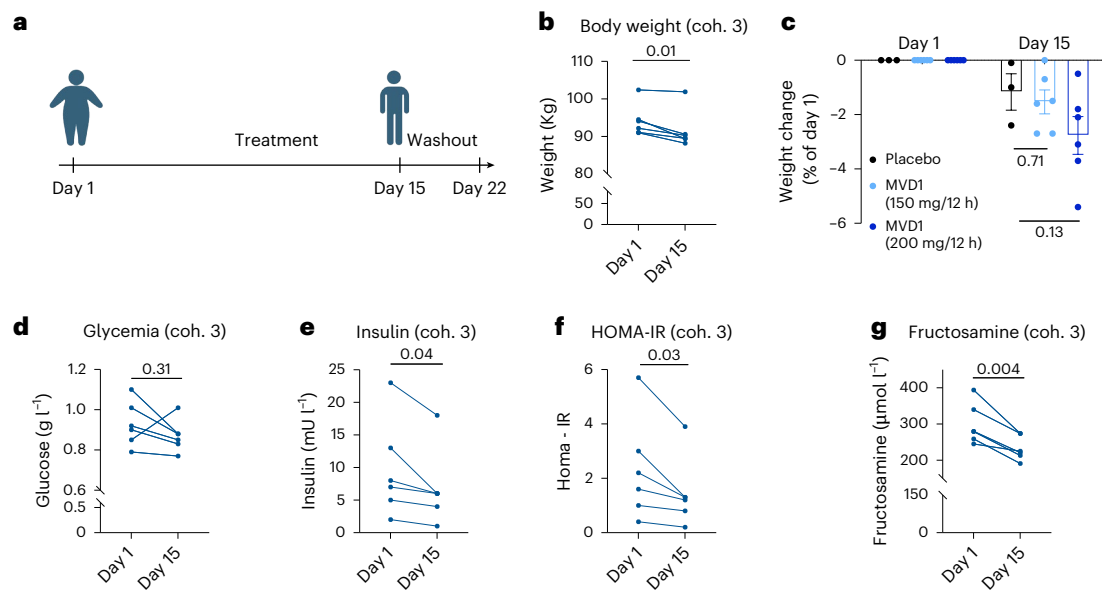 a
Treatment
Washout
Day 1
Day 15
Day 22
b
Body weight (coh. 3)
0.01
Weight (Kg)
110
100
90
80
50
0
Day 1
Day 15
c
Day 1
Day 15
Weight change
(% of day 1)
0
−2
−4
−6
Placebo
MVD1
(150 mg/12 h)
MVD1
(200 mg/12 h)
0.71
0.13
d
Glycemia (coh. 3)
0.31
Glucose (g l⁻¹)
1.2
1.0
0.8
0.6
0.5
0
Day 1
Day 15
e
Insulin (coh. 3)
0.04
Insulin (mU l⁻¹)
25
20
15
10
5
0
Day 1
Day 15
f
HOMA-IR (coh. 3)
0.03
Homa - IR
6
4
2
0
Day 1
Day 15
g
Fructosamine (coh. 3)
0.004
Fructosamine (µmol l⁻¹)
400
300
200
150
0
Day 1
Day 15